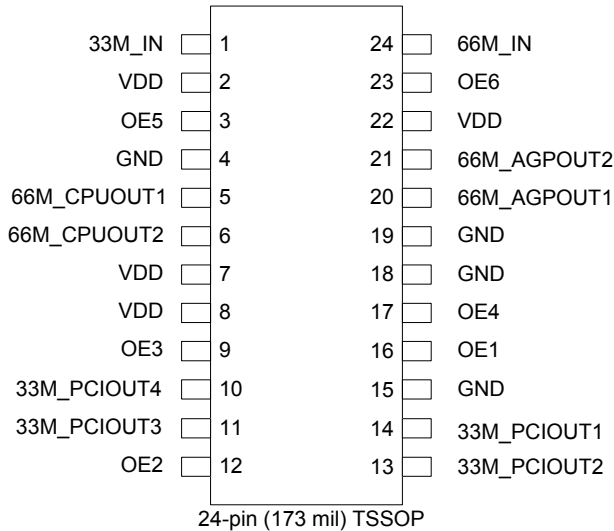 33M_IN 1 24 66M_IN
VDD 2 23 OE6
OE5 3 22 VDD
GND 4 21 66M_AGPOUT2
66M_CPUOUT1 5 20 66M_AGPOUT1
66M_CPUOUT2 6 19 GND
VDD 7 18 GND
VDD 8 17 OE4
OE3 9 16 OE1
33M_PCIOUT4 10 15 GND
33M_PCIOUT3 11 14 33M_PCIOUT1
OE2 12 13 33M_PCIOUT2
24-pin (173 mil) TSSOP